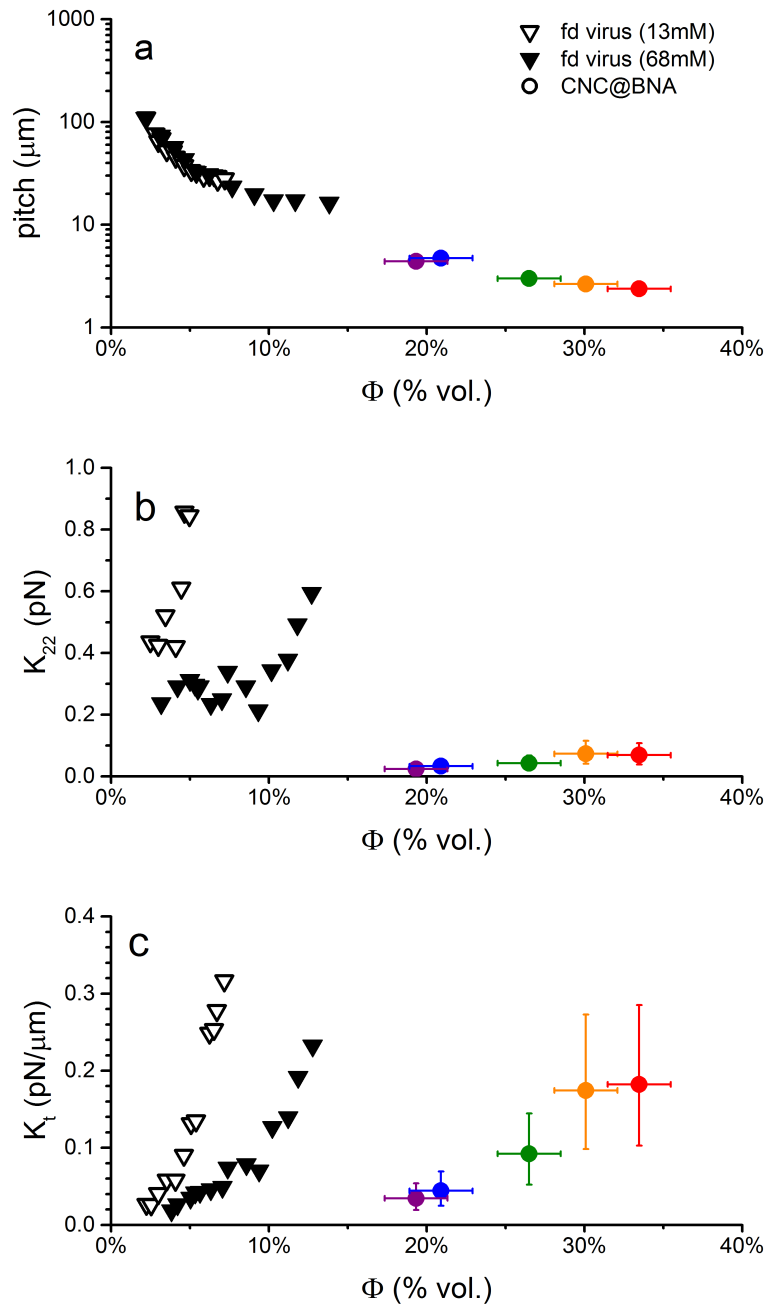 a
fd virus (13mM)
fd virus (68mM)
CNC@BNA
1000
100
10
1
pitch (μm)
0% 10% 20% 30% 40%
Φ (% vol.)
b
1.0
0.8
0.6
0.4
0.2
0.0
K22 (pN)
0% 10% 20% 30% 40%
Φ (% vol.)
c
0.4
0.3
0.2
0.1
0.0
Kt (pN/μm)
0% 10% 20% 30% 40%
Φ (% vol.)